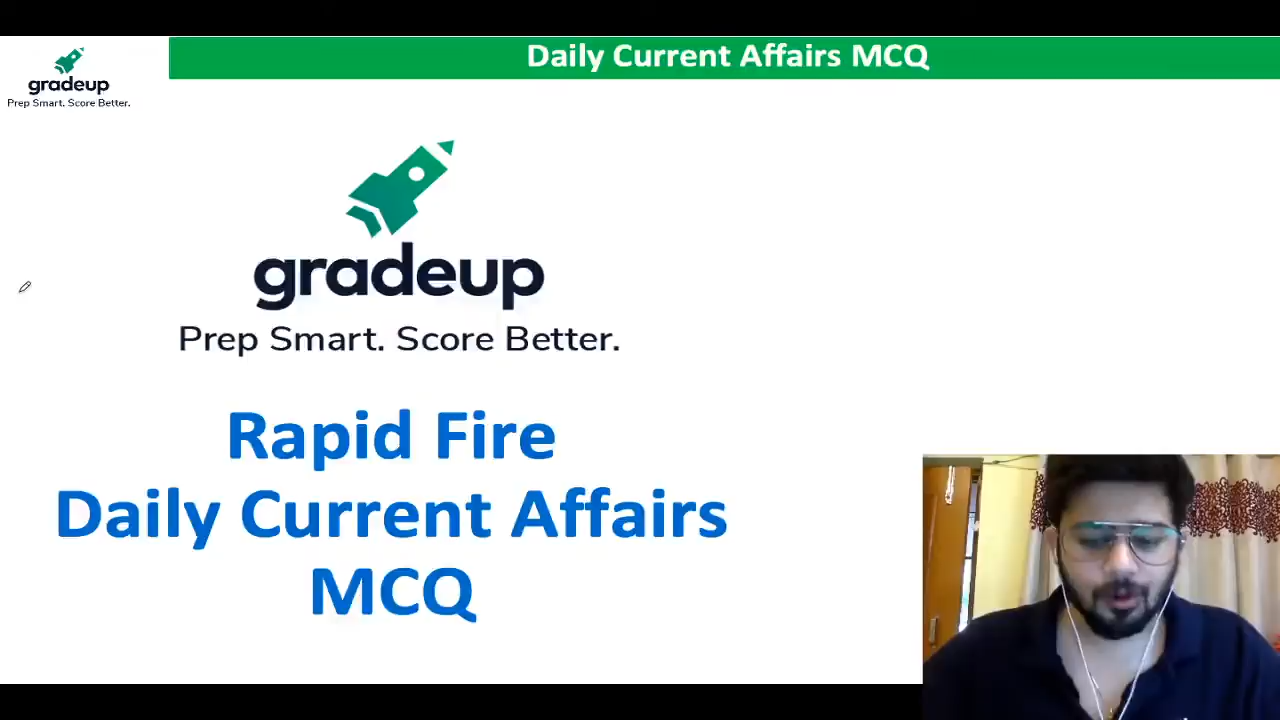 Daily Current Affairs MCQ
gradeup
Prep Smart. Score Better.
gradeup
Prep Smart. Score Better.
Rapid Fire
Daily Current Affairs
MCQ